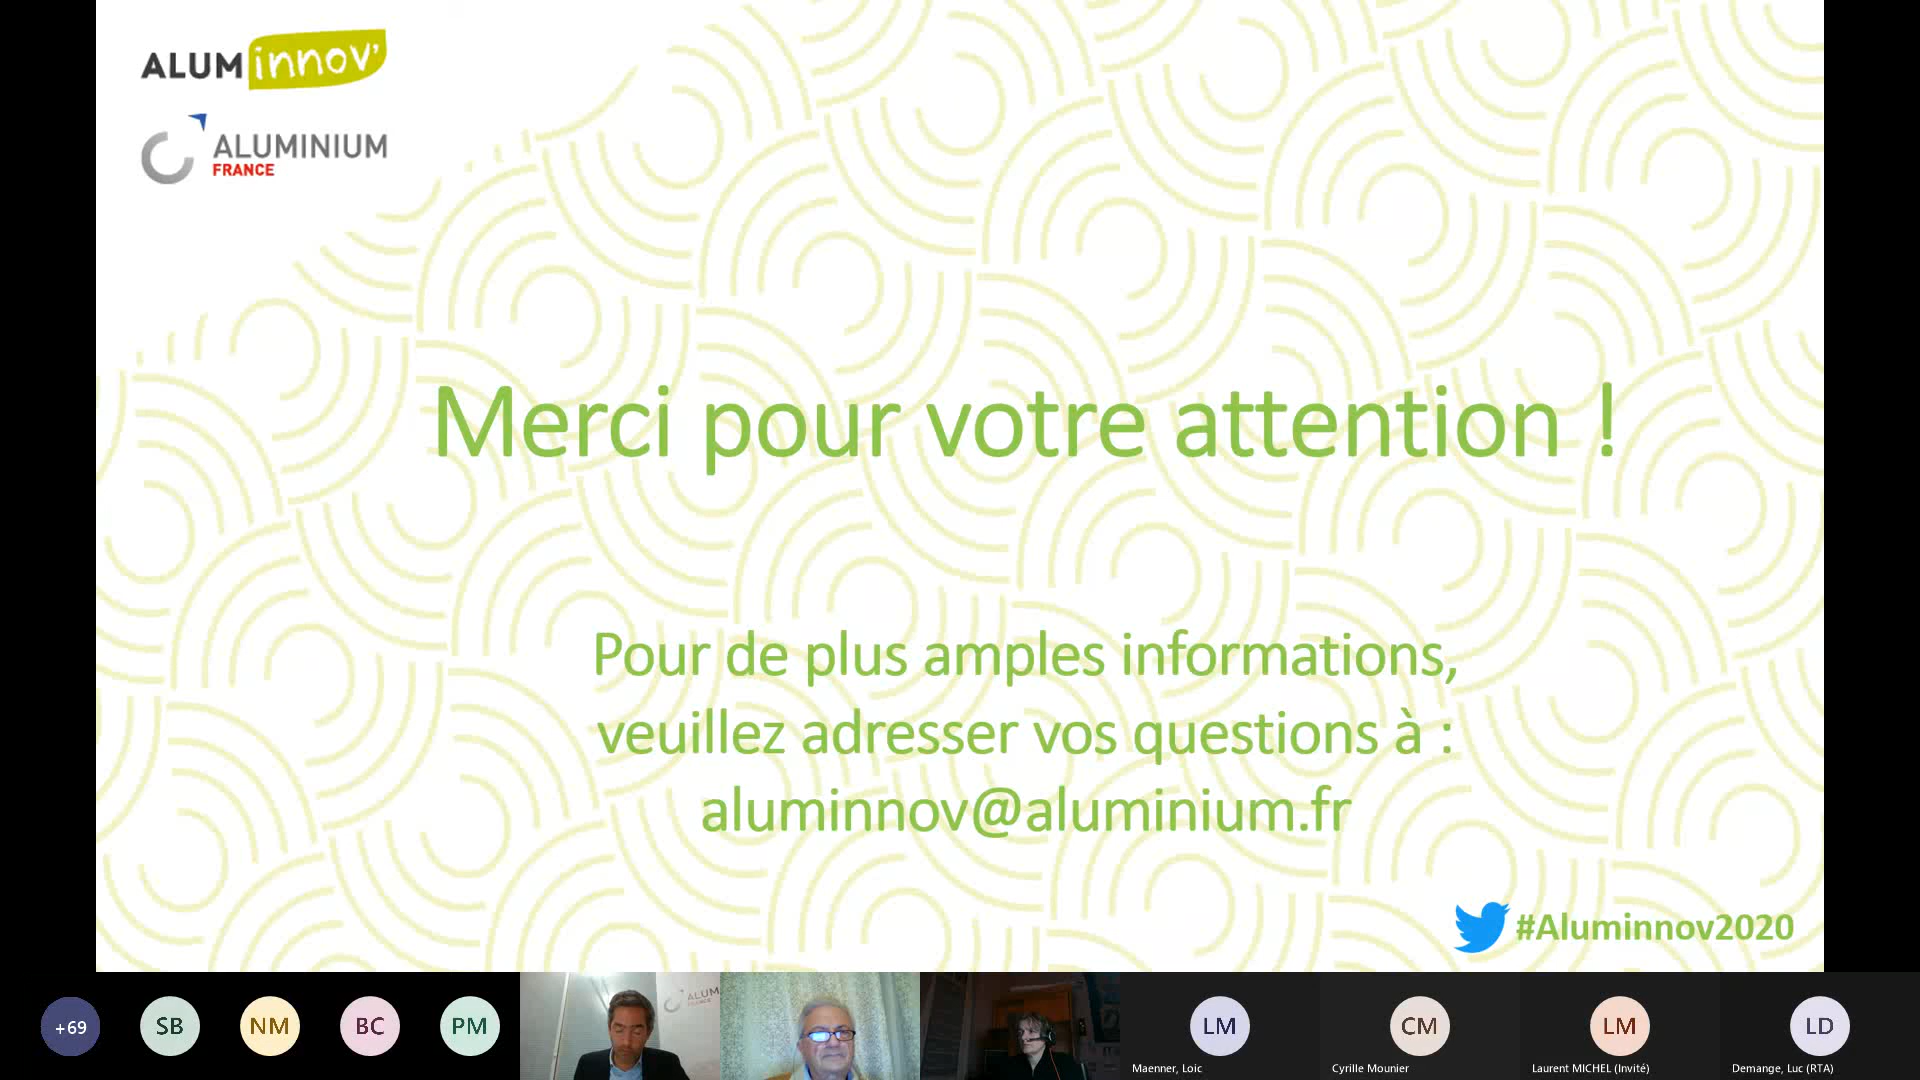 ALUMinnov'
ALUMINIUM
FRANCE
Merci pour votre attention !
Pour de plus amples informations,
veuillez adresser vos questions à :
aluminnov@aluminium.fr
#Aluminnov2020
+69
SB
NM
BC
PM
ALUM
FRANCE
LM
CM
LM
LD
Maenner, Loic
Cyrille Mounier
Laurent MICHEL (Invité)
Demange, Luc (RTA)